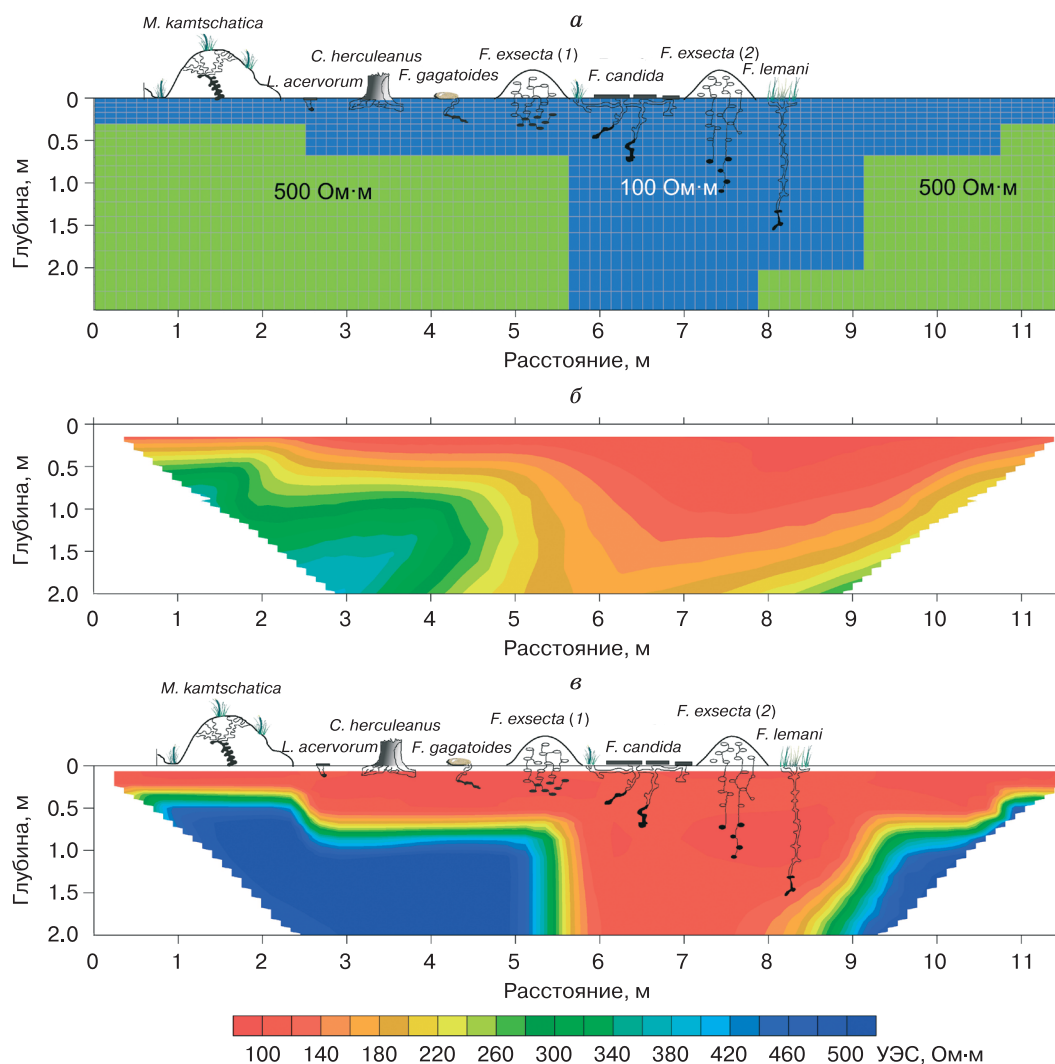 а
M. kamtschatica
C. herculeanus
F. exsecta (1)
F. exsecta (2)
L. acervorum
F. gagatoides
F. candida
F. lemani
Глубина, м
0
0.5
1.0
1.5
2.0
500 Ом·м
100 Ом·м
500 Ом·м
0 1 2 3 4 5 6 7 8 9 10 11
Расстояние, м
б
Глубина, м
0
0.5
1.0
1.5
2.0
0 1 2 3 4 5 6 7 8 9 10 11
Расстояние, м
в
M. kamtschatica
C. herculeanus
F. exsecta (1)
F. exsecta (2)
L. acervorum
F. gagatoides
F. candida
F. lemani
Глубина, м
0
0.5
1.0
1.5
2.0
0 1 2 3 4 5 6 7 8 9 10 11
Расстояние, м
100 140 180 220 260 300 340 380 420 460 500 УЭС, Ом·м